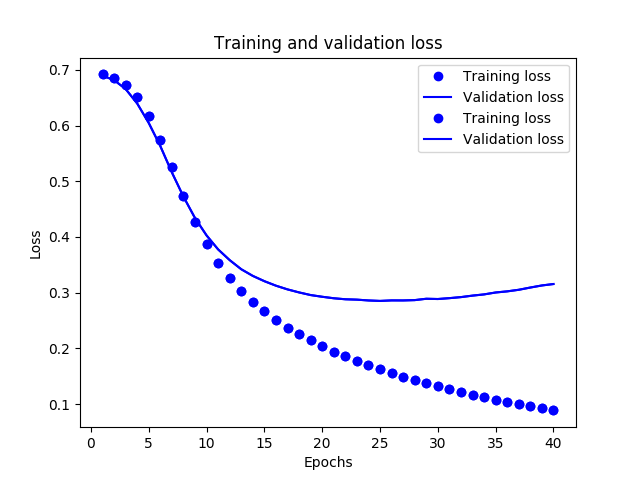 Training and validation loss
Training loss
Validation loss
Training loss
Validation loss
0.7
0.6
0.5
0.4
0.3
0.2
0.1
Loss
0 5 10 15 20 25 30 35 40
Epochs